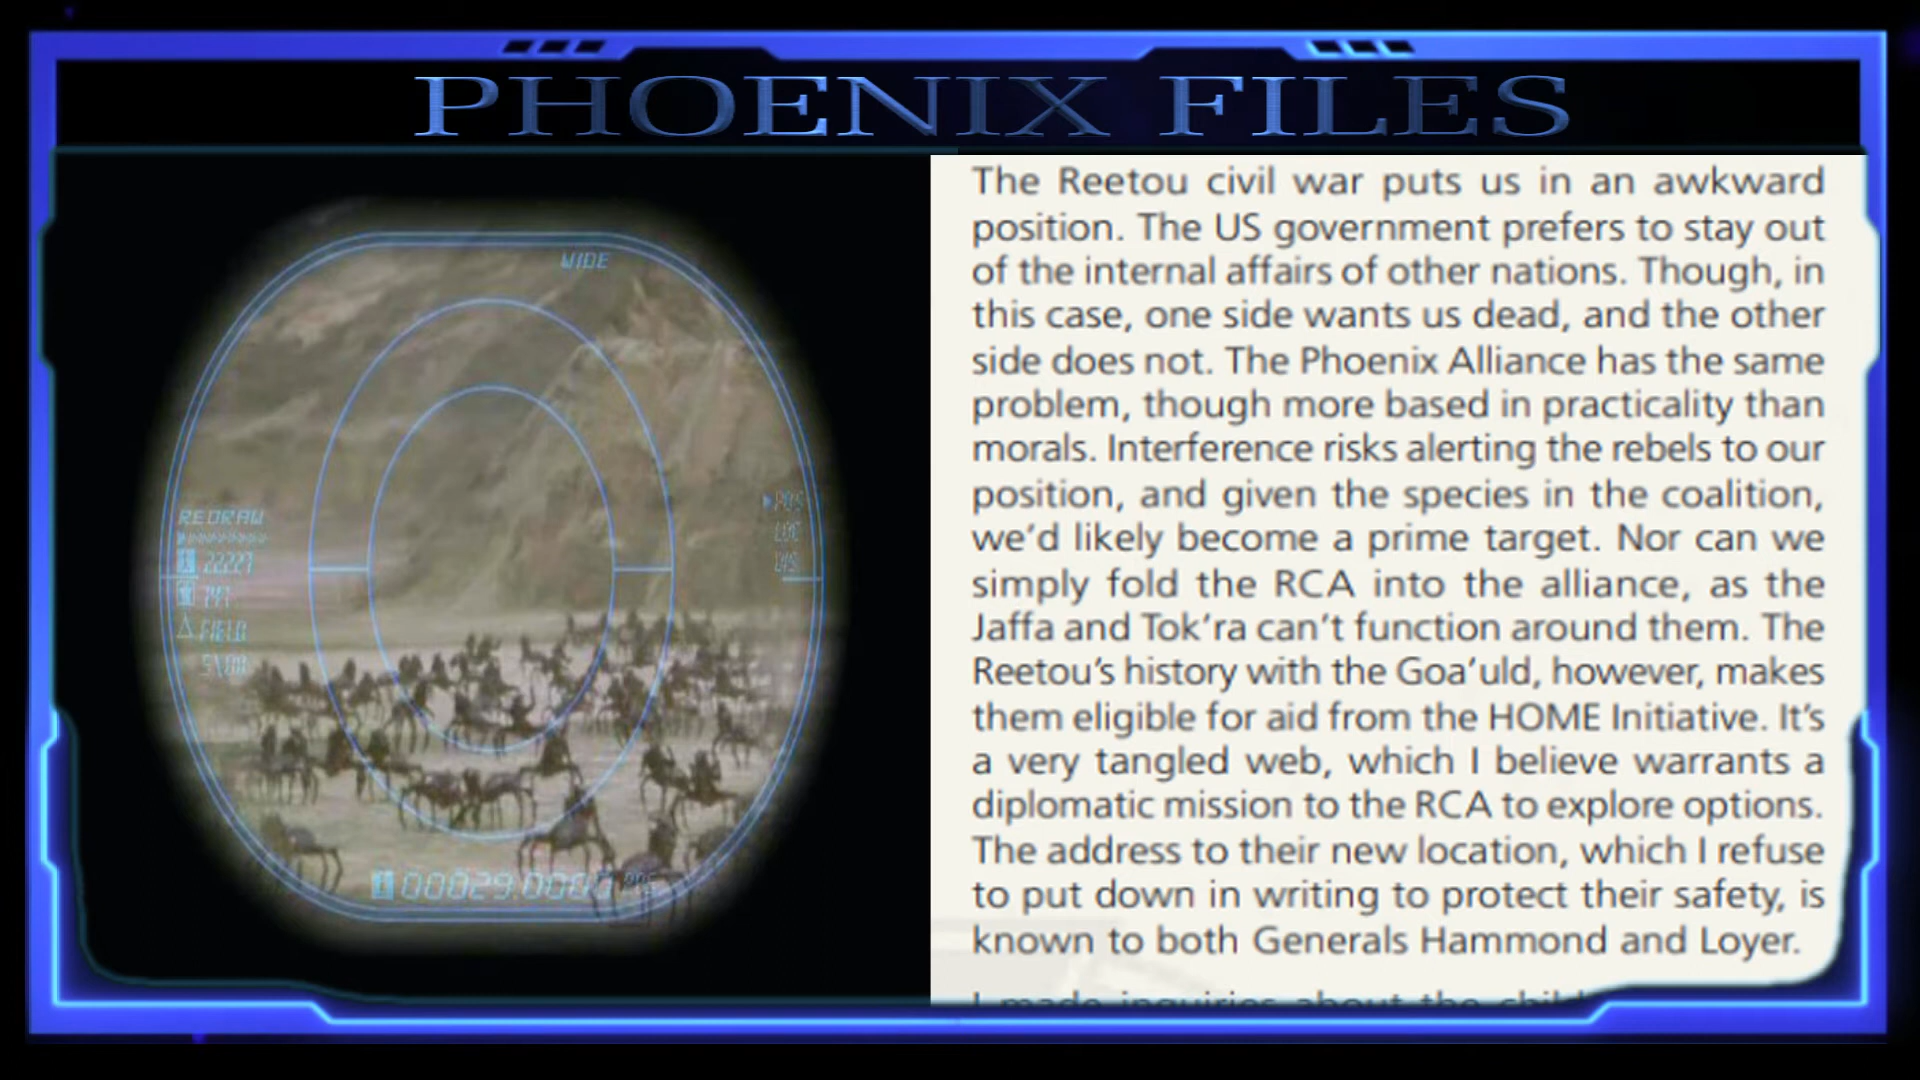 PHOENIX FILES
WIDE
REDRAW
FIELD
The Reetou civil war puts us in an awkward
position. The US government prefers to stay out
of the internal affairs of other nations. Though, in
this case, one side wants us dead, and the other
side does not. The Phoenix Alliance has the same
problem, though more based in practicality than
morals. Interference risks alerting the rebels to our
position, and given the species in the coalition,
we'd likely become a prime target. Nor can we
simply fold the RCA into the alliance, as the
Jaffa and Tok'ra can't function around them. The
Reetou's history with the Goa'uld, however, makes
them eligible for aid from the HOME Initiative. It's
a very tangled web, which I believe warrants a
diplomatic mission to the RCA to explore options.
The address to their new location, which I refuse
to put down in writing to protect their safety, is
known to both Generals Hammond and Loyer.
I made inquiries about the child